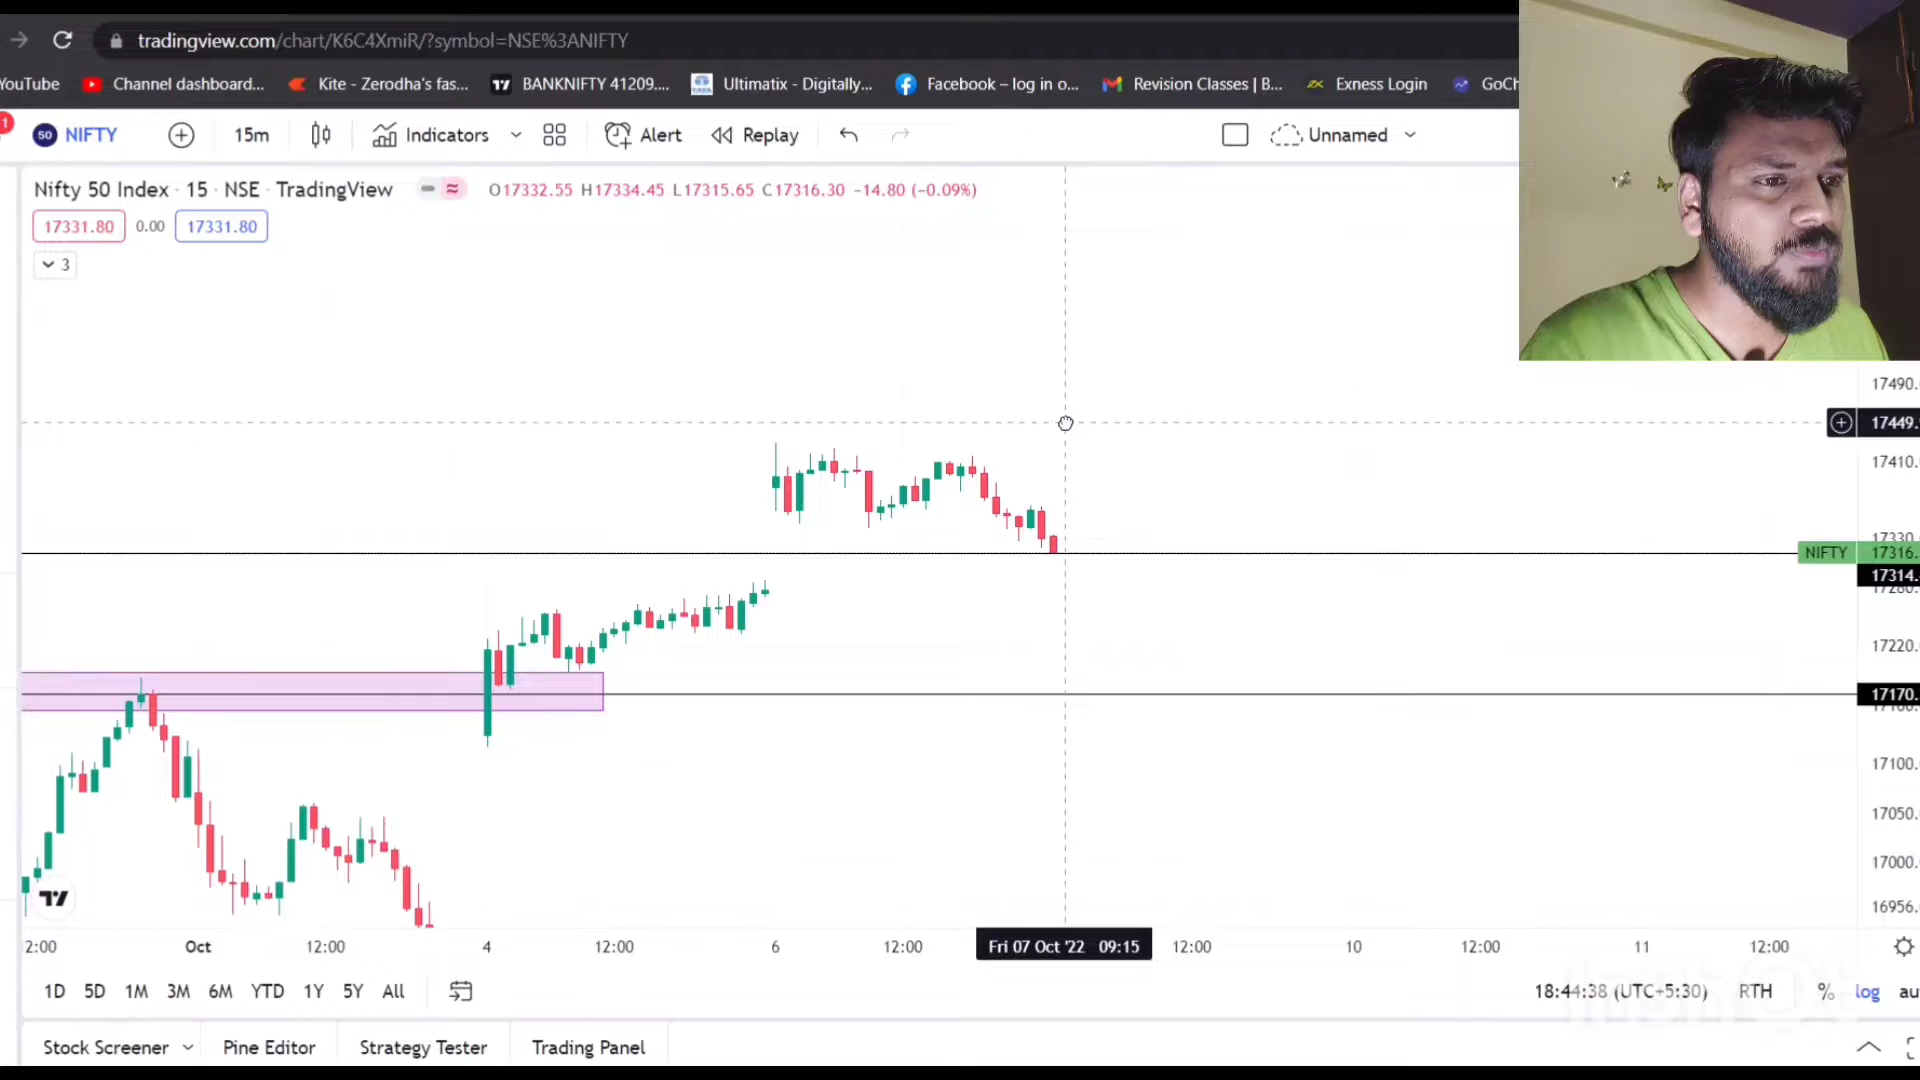 tradingview.com/chart/K6C4XmiR/?symbol=NSE%3ANIFTY
YouTube Channel dashboard... Kite - Zerodha's fas... BANKNIFTY 41209.... Ultimatix - Digitally... Facebook – log in o... Revision Classes | B... Exness Login GoCh
1 50 NIFTY 15m Indicators Alert Replay Unnamed
Nifty 50 Index · 15 · NSE · TradingView O17332.55 H17334.45 L17315.65 C17316.30 −14.80 (−0.09%)
17331.80 0.00 17331.80
3
17490.
17449.
17410.
17330.
NIFTY 17316.
17314.
17280.
17220.
17170.
17100.
17050.
17000.
16956.
2:00 Oct 12:00 4 12:00 6 12:00 Fri 07 Oct '22 09:15 12:00 10 12:00 11 12:00
1D 5D 1M 3M 6M YTD 1Y 5Y All 18:44:38 (UTC+5:30) RTH % log au
Stock Screener Pine Editor Strategy Tester Trading Panel